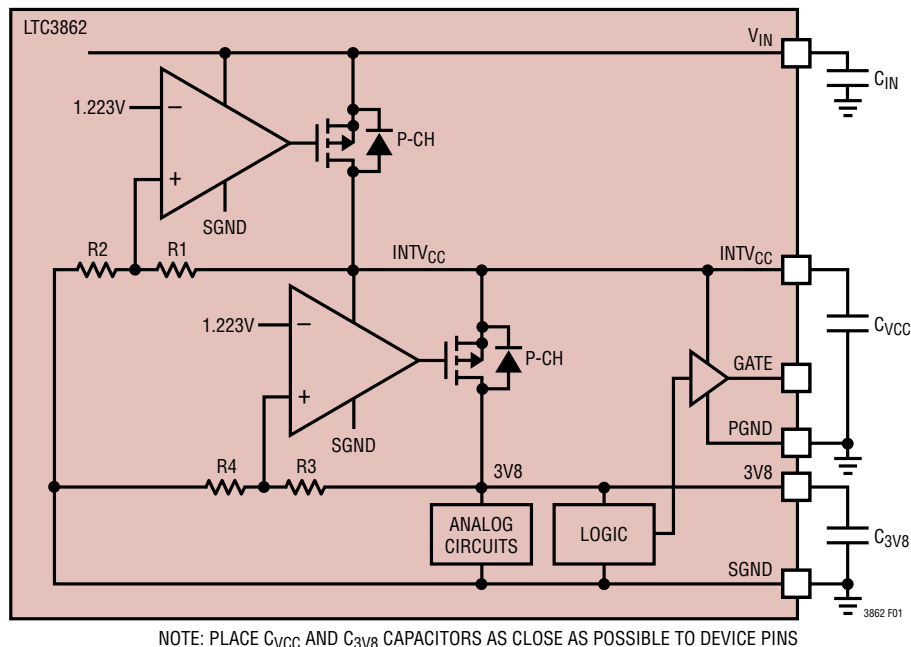 LTC3862
VIN
CIN
1.223V
–
P-CH
+
SGND
R2
R1
INTVCC
INTVCC
1.223V
–
P-CH
CVCC
GATE
+
SGND
PGND
R4
R3
3V8
3V8
ANALOG
CIRCUITS
LOGIC
C3V8
SGND
3862 F01
NOTE: PLACE CVCC AND C3V8 CAPACITORS AS CLOSE AS POSSIBLE TO DEVICE PINS